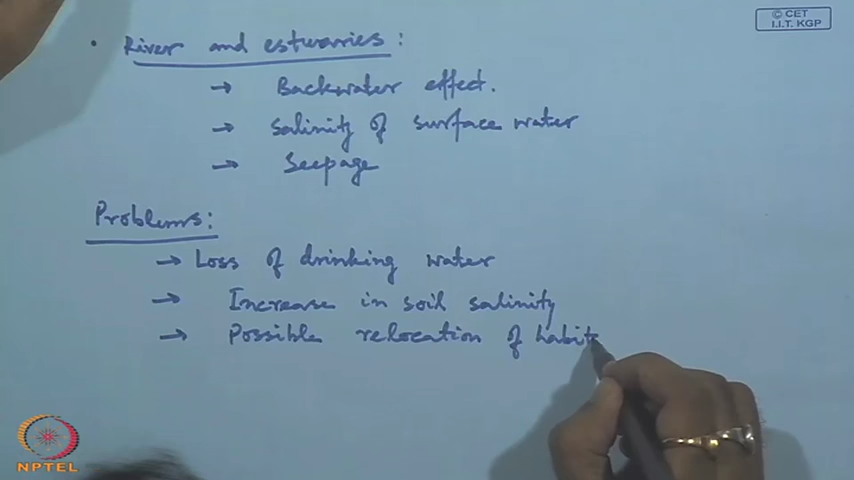 © CET
I.I.T. KGP
• River and estuaries :
→ Backwater effect.
→ Salinity of surface water
→ Seepage
Problems:
→ Loss of drinking water
→ Increase in soil salinity
→ Possible relocation of habit
NPTEL